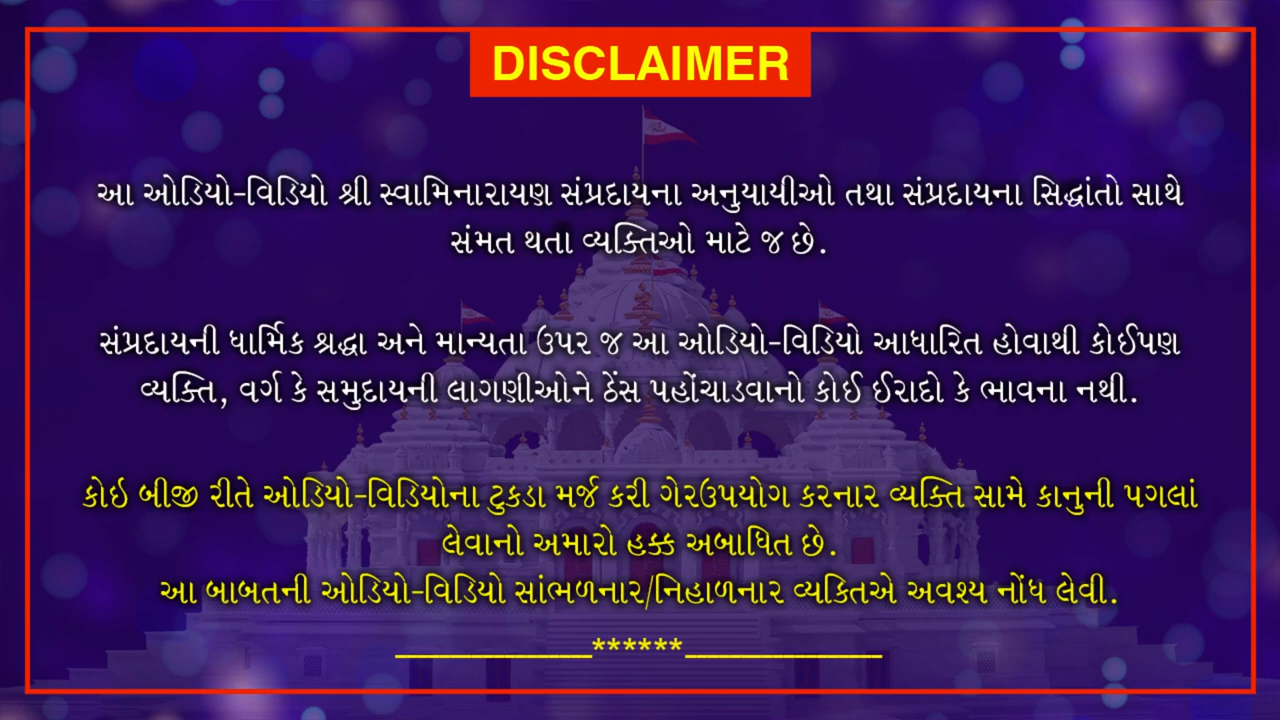 DISCLAIMER
આ ઓડિયો-વિડિયો શ્રી સ્વામિનારાયણ સંપ્રદાયના અનુયાયીઓ તથા સંપ્રદાયના સિદ્ધાંતો સાથે
સંમત થતા વ્યક્તિઓ માટે જ છે.
સંપ્રદાયની ધાર્મિક શ્રદ્ધા અને માન્યતા ઉપર જ આ ઓડિયો-વિડિયો આધારિત હોવાથી કોઈપણ
વ્યક્તિ, વર્ગ કે સમુદાયની લાગણીઓને ઠેંસ પહોંચાડવાનો કોઈ ઈરાદો કે ભાવના નથી.
કોઇ બીજી રીતે ઓડિયો-વિડિયોના ટુકડા મર્જ કરી ગેરઉપયોગ કરનાર વ્યક્તિ સામે કાનુની પગલાં
લેવાનો અમારો હક્ક અબાધિત છે.
આ બાબતની ઓડિયો-વિડિયો સાંભળનાર/નિહાળનાર વ્યકિતએ અવશ્ય નોંધ લેવી.
_______________******_______________